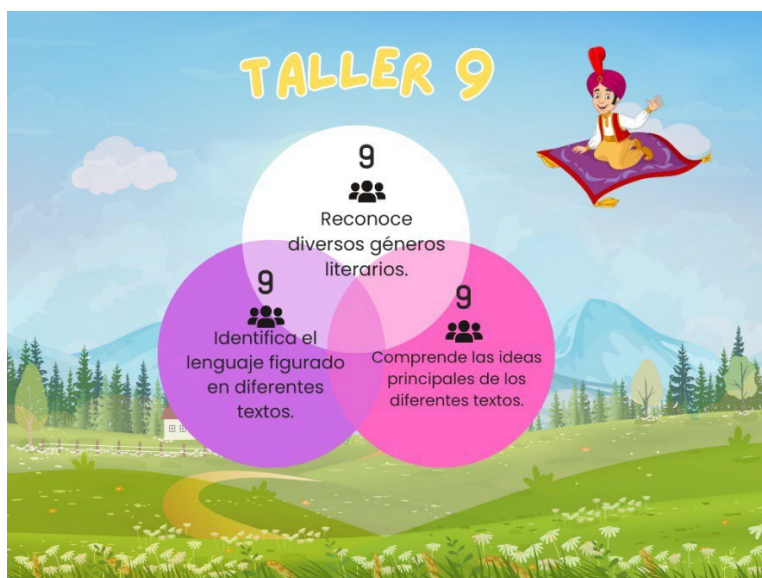 TALLER 9
9
Reconoce
diversos géneros
literarios.
9
Identifica el
lenguaje figurado
en diferentes
textos.
9
Comprende las ideas
principales de los
diferentes textos.